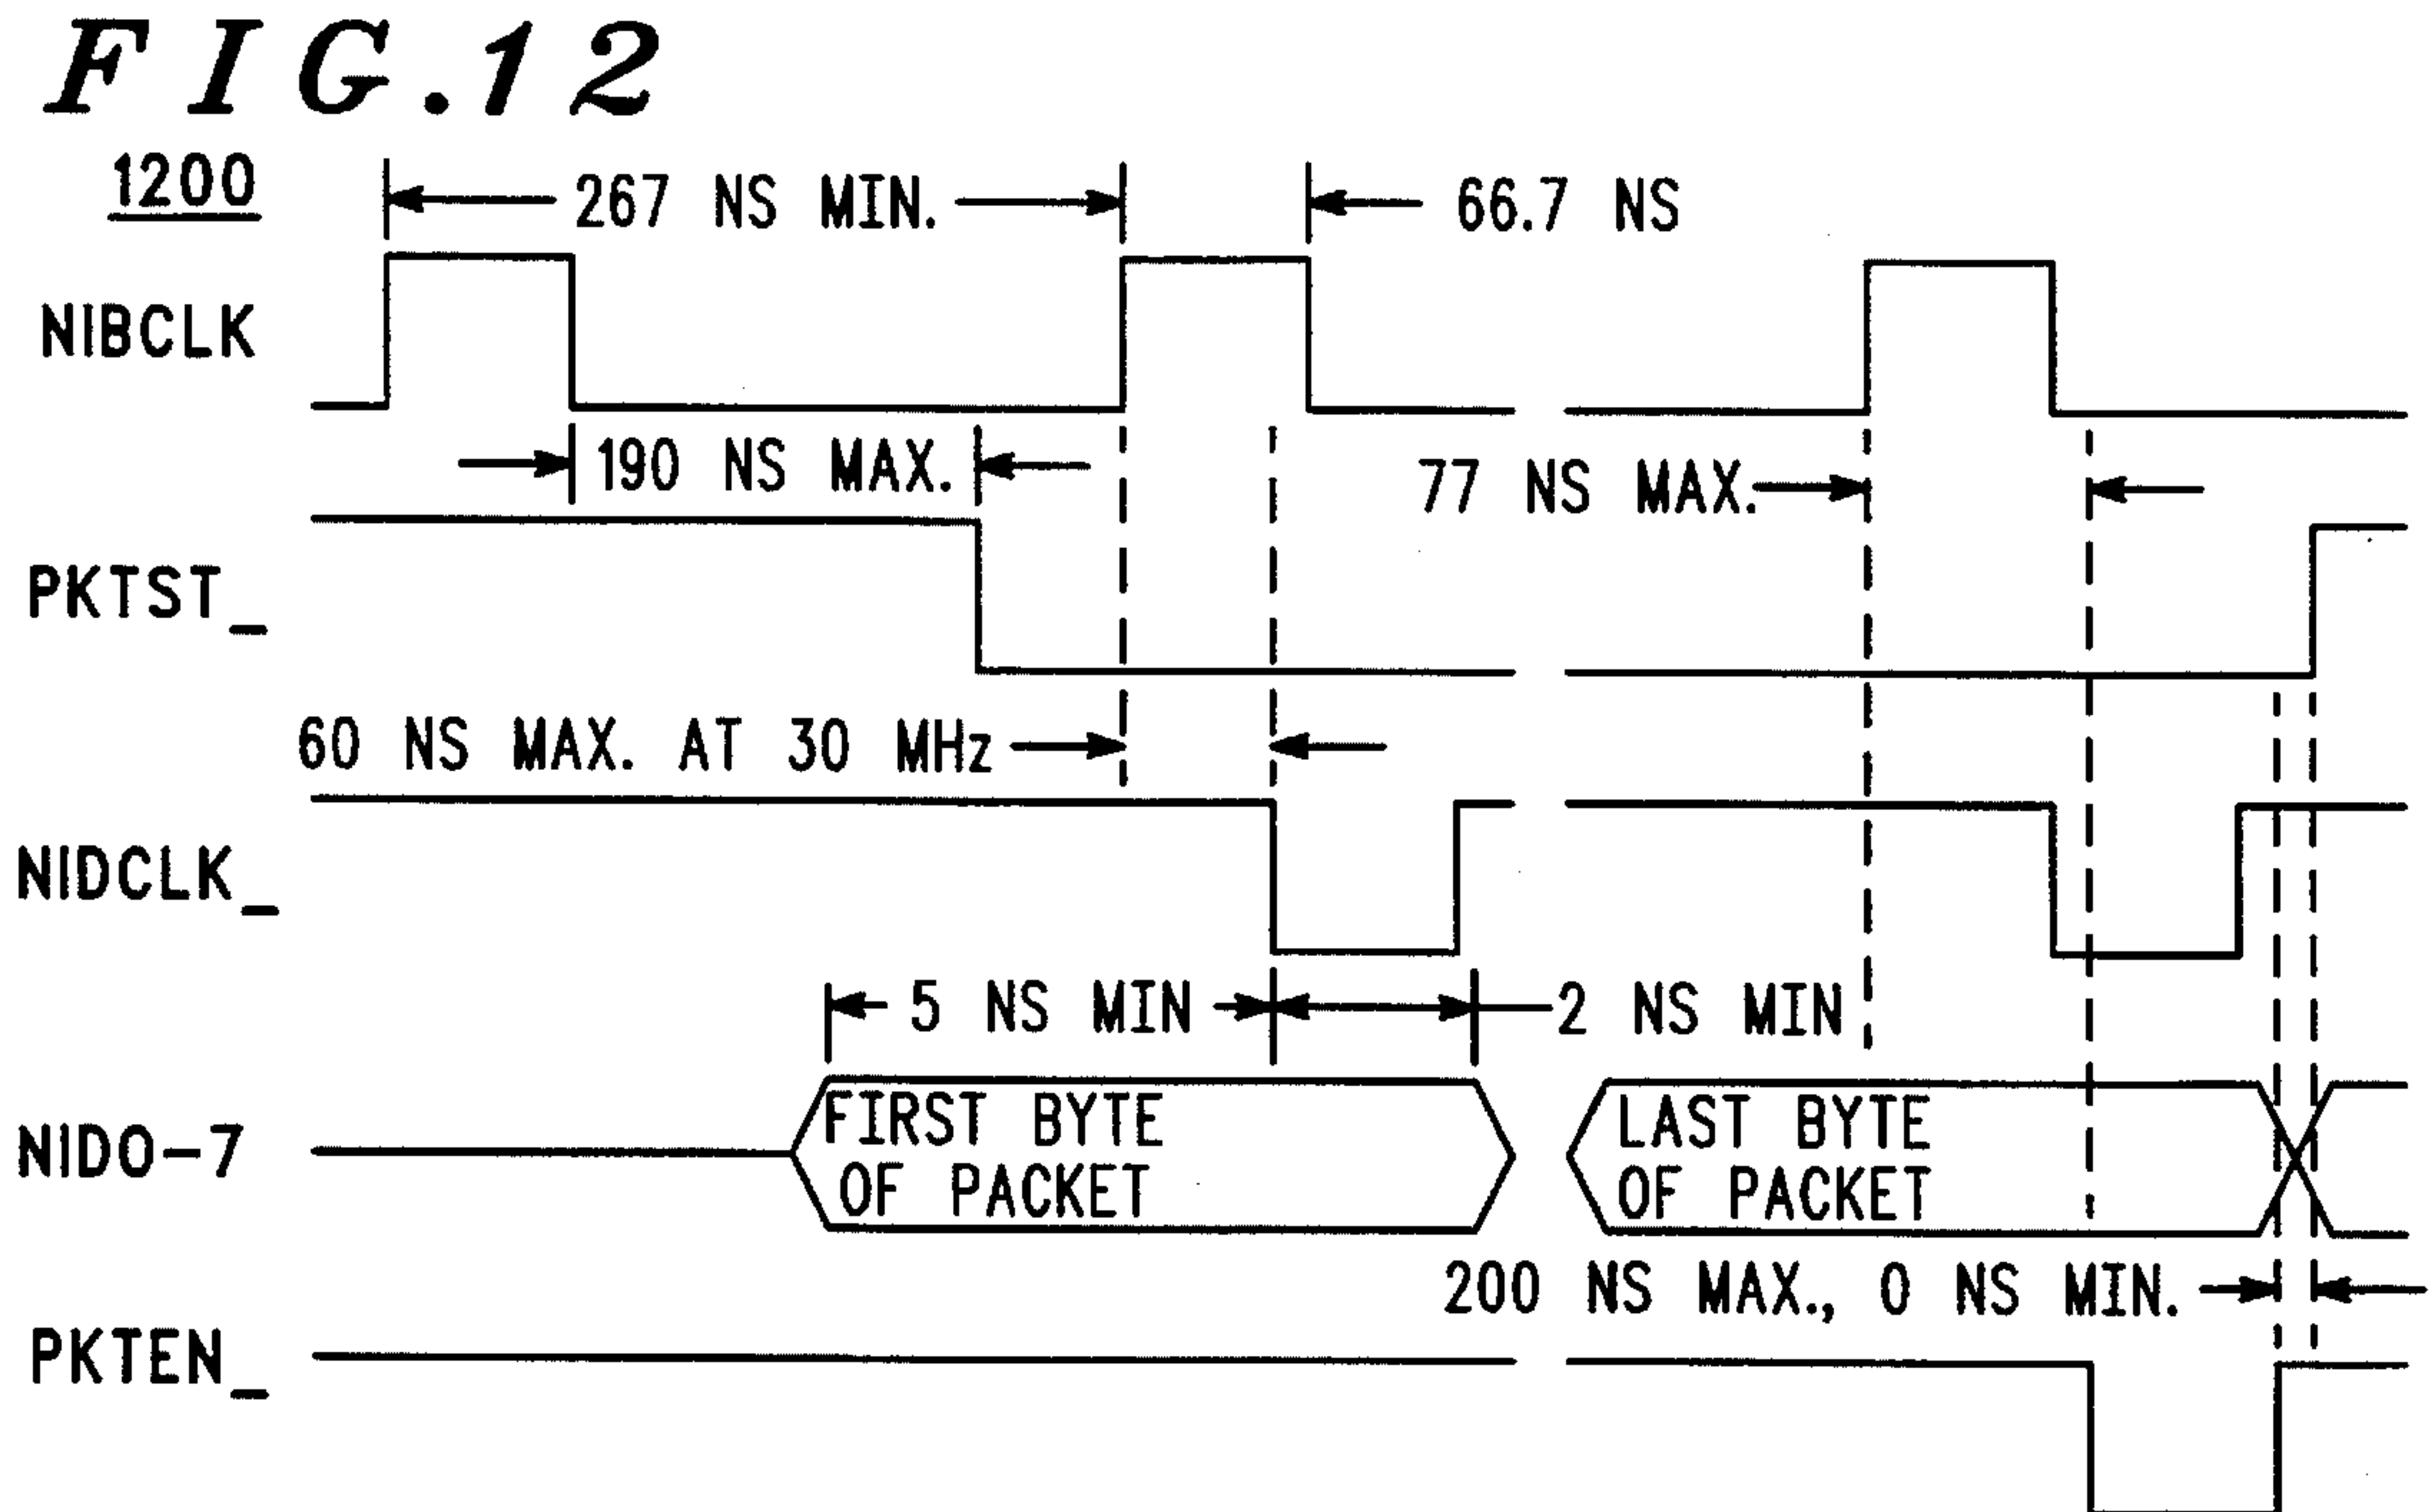 FIG.12
1200
267 NS MIN.
66.7 NS
NIBCLK
190 NS MAX.
77 NS MAX.
PKTST_
60 NS MAX. AT 30 MHz
NIDCLK_
5 NS MIN
2 NS MIN
NIDO-7
FIRST BYTE
OF PACKET
LAST BYTE
OF PACKET
200 NS MAX., 0 NS MIN.
PKTEN_